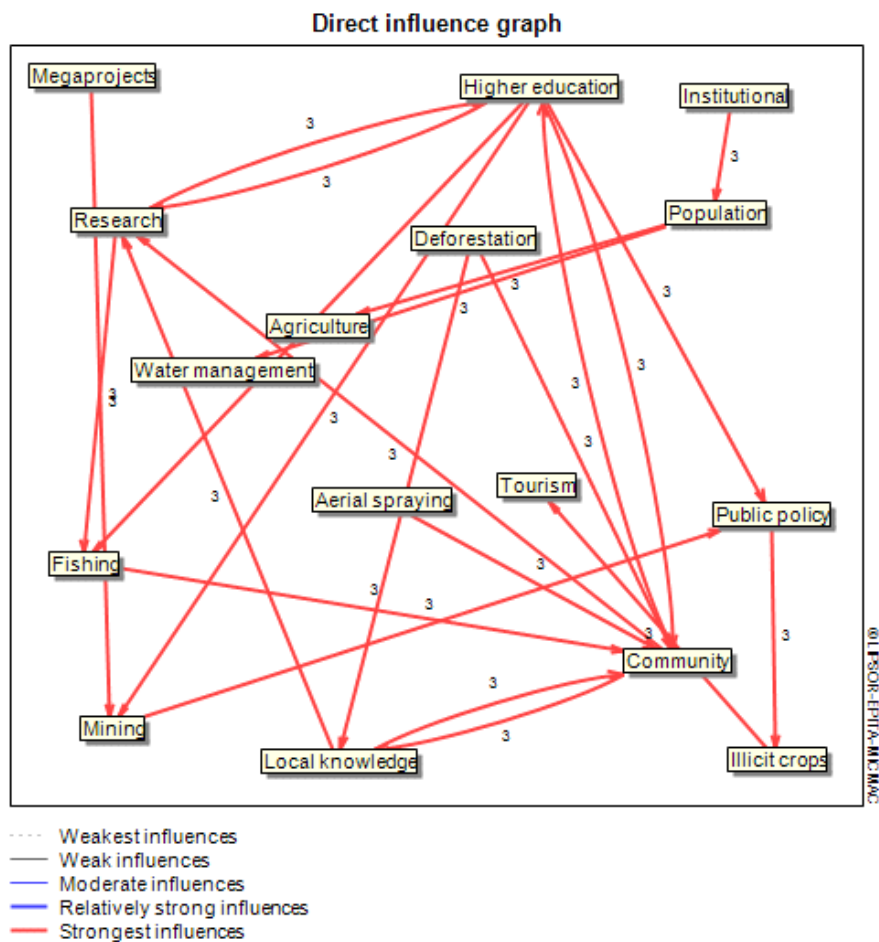 Direct influence graph
Megaprojects
Higher education
Institutional
3
3
3
Research
Population
Deforestation
3
3
3
Agriculture
Water management
3
3
3
3
3
3
3
3
Tourism
Aerial spraying
3
Public policy
Fishing
3
3
3
3
3
Community
3
Mining
3
Local knowledge
Illicit crops
©LIPSOR-EPITA-MICMAC
Weakest influences
Weak influences
Moderate influences
Relatively strong influences
Strongest influences